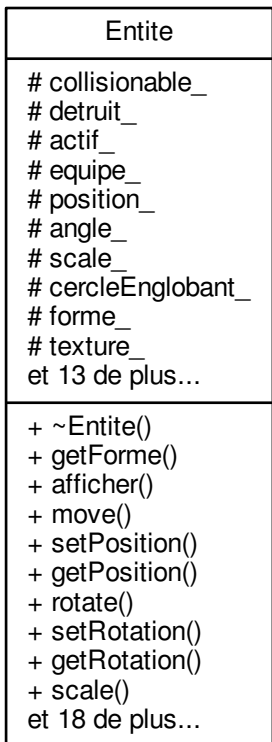 Entite
# collisionable_
# detruit_
# actif_
# equipe_
# position_
# angle_
# scale_
# cercleEnglobant_
# forme_
# texture_
et 13 de plus...
+ ~Entite()
+ getForme()
+ afficher()
+ move()
+ setPosition()
+ getPosition()
+ rotate()
+ setRotation()
+ getRotation()
+ scale()
et 18 de plus...